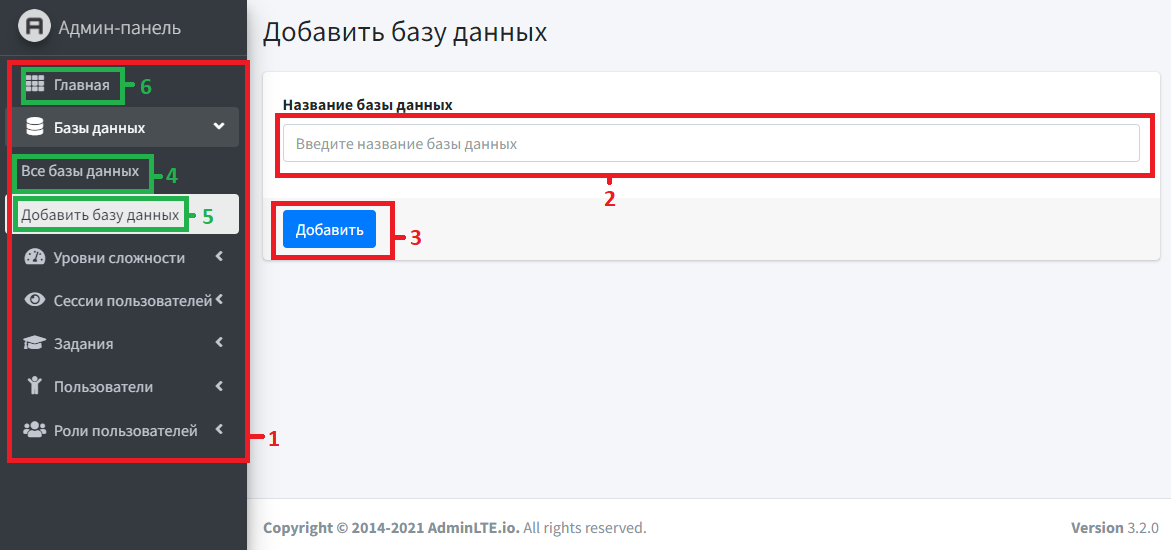 Админ-панель
Главная
6
Базы данных
Все базы данных
4
Добавить базу данных
5
Уровни сложности
Сессии пользователей
Задания
Пользователи
Роли пользователей
1
Добавить базу данных
Название базы данных
Введите название базы данных
2
Добавить
3
Copyright © 2014-2021 AdminLTE.io. All rights reserved.
Version 3.2.0